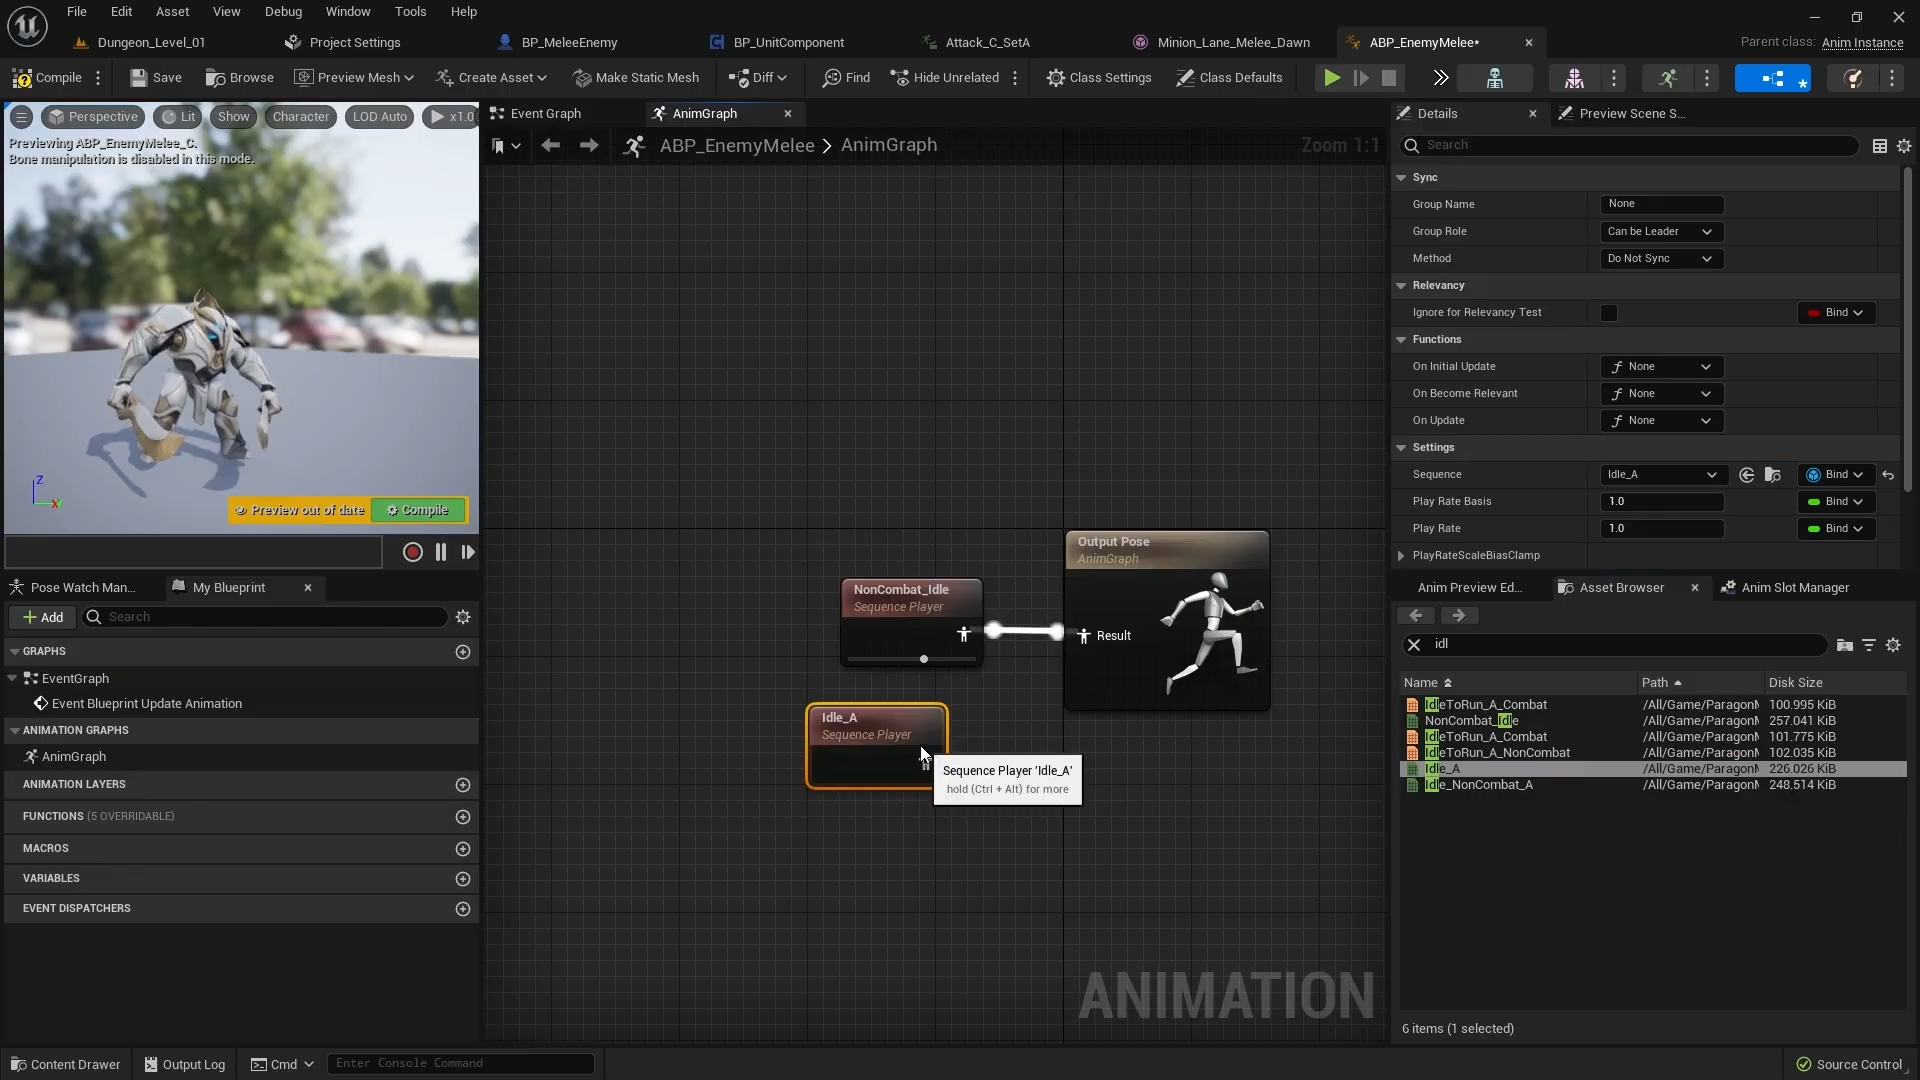 File Edit Asset View Debug Window Tools Help
Dungeon_Level_01 Project Settings BP_MeleeEnemy BP_UnitComponent Attack_C_SetA Minion_Lane_Melee_Dawn ABP_EnemyMelee*
Parent class: Anim Instance
Compile Save Browse Preview Mesh Create Asset Make Static Mesh Diff Find Hide Unrelated Class Settings Class Defaults
Perspective Lit Show Character LOD Auto x1.0
Previewing ABP_EnemyMelee_C.
Bone manipulation is disabled in this mode.
Z
X
Preview out of date Compile
Pose Watch Man... My Blueprint
Add Search
GRAPHS
EventGraph
Event Blueprint Update Animation
ANIMATION GRAPHS
AnimGraph
ANIMATION LAYERS
FUNCTIONS (5 OVERRIDABLE)
MACROS
VARIABLES
EVENT DISPATCHERS
Event Graph AnimGraph
ABP_EnemyMelee > AnimGraph Zoom 1:1
Output Pose
AnimGraph
Result
NonCombat_Idle
Sequence Player
Idle_A
Sequence Player
Sequence Player 'Idle_A'
hold (Ctrl + Alt) for more
ANIMATION
Details Preview Scene S...
Search
Sync
Group Name None
Group Role Can be Leader
Method Do Not Sync
Relevancy
Ignore for Relevancy Test Bind
Functions
On Initial Update None
On Become Relevant None
On Update None
Settings
Sequence Idle_A Bind
Play Rate Basis 1.0 Bind
Play Rate 1.0 Bind
PlayRateScaleBiasClamp
Anim Preview Ed... Asset Browser Anim Slot Manager
idl
Name Path Disk Size
IdleToRun_A_Combat /All/Game/ParagonM 100.995 KiB
NonCombat_Idle /All/Game/ParagonM 257.041 KiB
IdleToRun_A_Combat /All/Game/ParagonM 101.775 KiB
IdleToRun_A_NonCombat /All/Game/ParagonM 102.035 KiB
Idle_A /All/Game/ParagonM 226.026 KiB
Idle_NonCombat_A /All/Game/ParagonM 248.514 KiB
6 items (1 selected)
Content Drawer Output Log Cmd Enter Console Command Source Control